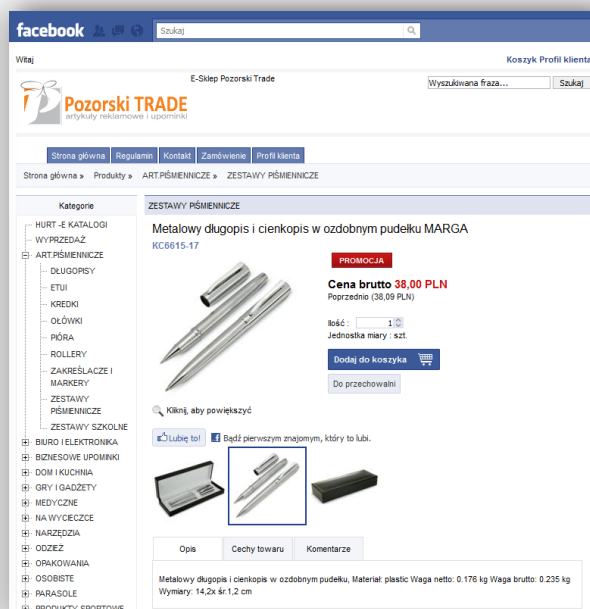 facebook
Szukaj
Witaj
Koszyk Profil klienta
E-Sklep Pozorski Trade
Wyszukiwana fraza...
Szukaj
Pozorski TRADE
artykuły reklamowe i upominki
Strona główna Regulamin Kontakt Zamówienie Profil klienta
Strona główna » Produkty » ART.PIŚMIENNICZE » ZESTAWY PIŚMIENNICZE
Kategorie
HURT -E KATALOGI
WYPRZEDAŻ
ART.PIŚMIENNICZE
DŁUGOPISY
ETUI
KREDKI
OŁÓWKI
PIÓRA
ROLLERY
ZAKREŚLACZE I
MARKERY
ZESTAWY
PIŚMIENNICZE
ZESTAWY SZKOLNE
BIURO I ELEKTRONIKA
BIZNESOWE UPOMINKI
DOM I KUCHNIA
GRY I GADŻETY
MEDYCZNE
NA WYCIECZCE
NARZĘDZIA
ODZIEŻ
OPAKOWANIA
OSOBISTE
PARASOLE
PRODUKTY SPORTOWE
ZESTAWY PIŚMIENNICZE
Metalowy długopis i cienkopis w ozdobnym pudełku MARGA
KC6615-17
PROMOCJA
Cena brutto 38,00 PLN
Poprzednio (38,09 PLN)
Ilość : 1
Jednostka miary : szt.
Dodaj do koszyka
Do przechowalni
Kliknij, aby powiększyć
Lubię to!
Bądź pierwszym znajomym, który to lubi.
Opis Cechy towaru Komentarze
Metalowy długopis i cienkopis w ozdobnym pudełku, Materiał: plastic Waga netto: 0.176 kg Waga brutto: 0.235 kg
Wymiary: 14,2x śr.1,2 cm